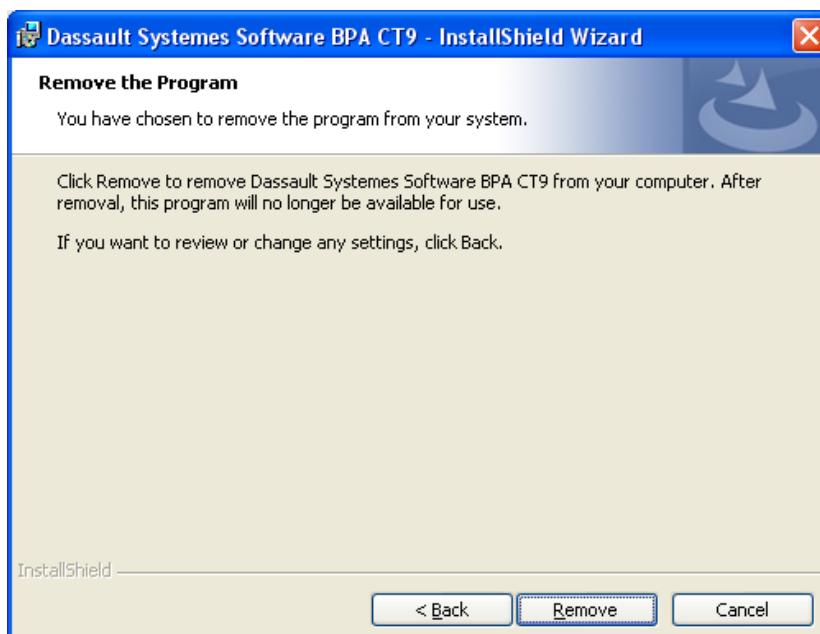 Dassault Systemes Software BPA CT9 - InstallShield Wizard
Remove the Program
You have chosen to remove the program from your system.
Click Remove to remove Dassault Systemes Software BPA CT9 from your computer. After
removal, this program will no longer be available for use.
If you want to review or change any settings, click Back.
InstallShield
< Back
Remove
Cancel